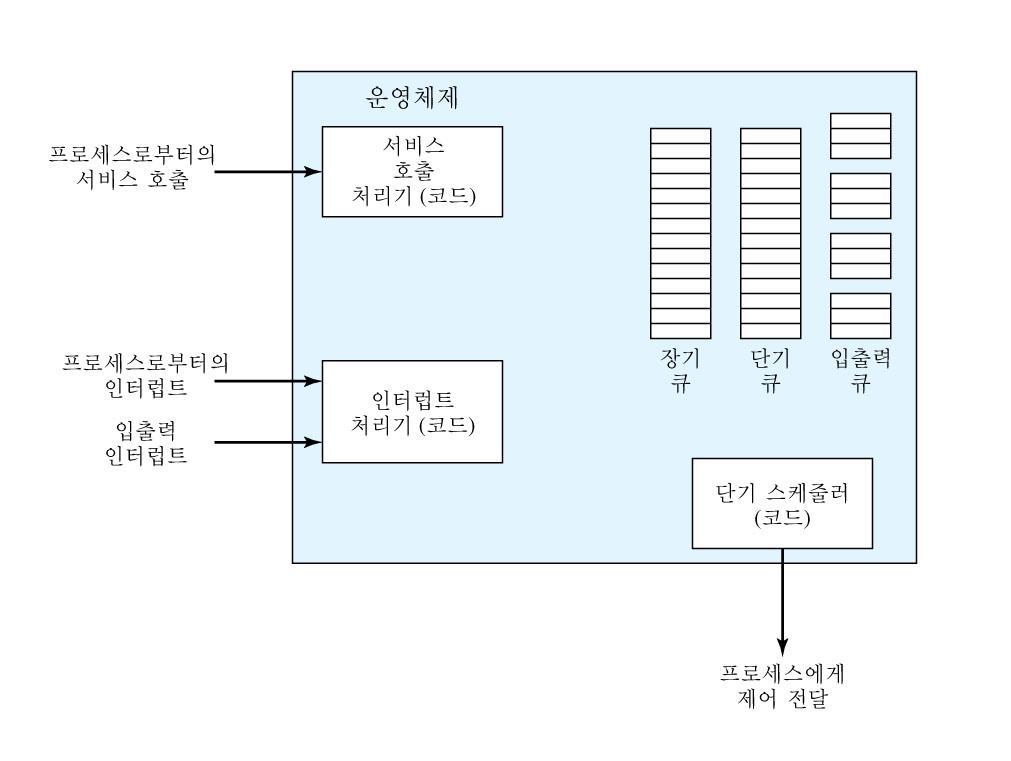 운영체제
프로세스로부터의
서비스 호출
서비스
호출
처리기 (코드)
프로세스로부터의
인터럽트
입출력
인터럽트
인터럽트
처리기 (코드)
장기
큐
단기
큐
입출력
큐
단기 스케줄러
(코드)
프로세스에게
제어 전달